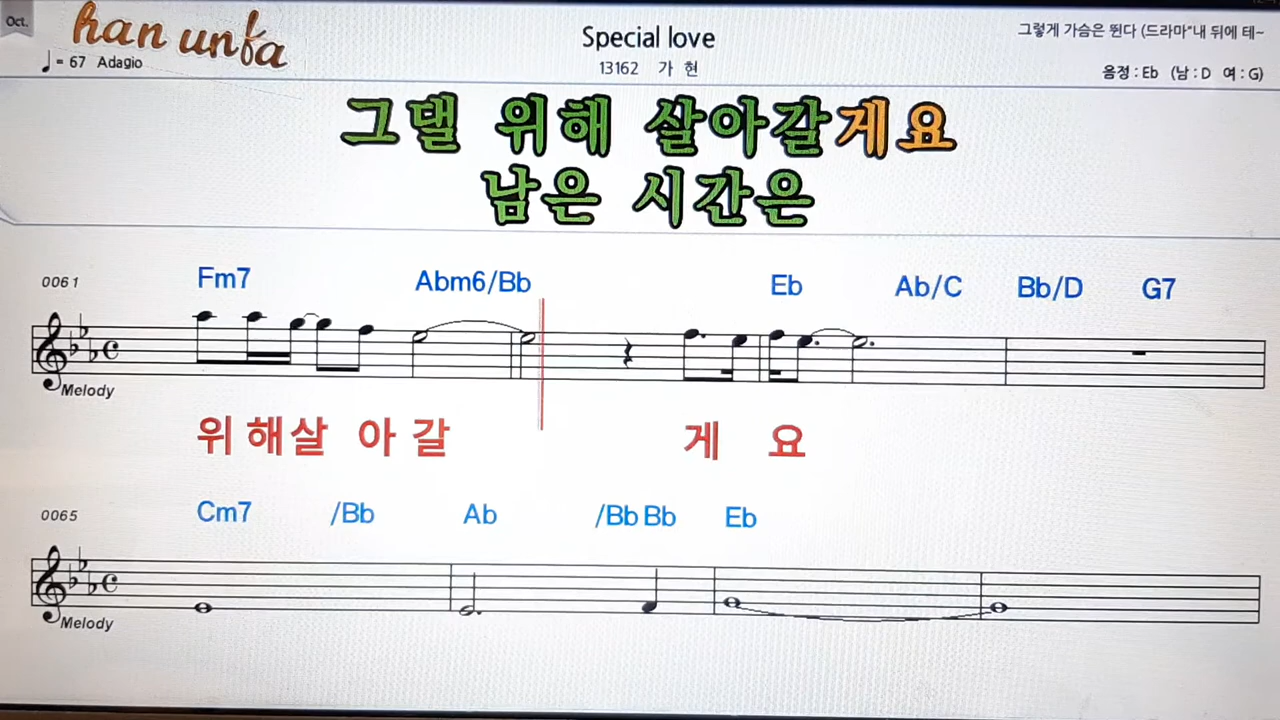 Oct.
han unfa
Special love
그렇게 가슴은 뛴다 (드라마"내 뒤에 테~
♩ = 67 Adagio
13162 가 현
음정 : Eb (남 : D 여 : G)
그댈 위해 살아갈게요
남은 시간은
0061 Fm7 Abm6/Bb Eb Ab/C Bb/D G7
Melody
위 해 살 아 갈 게 요
0065 Cm7 /Bb Ab /Bb Bb Eb
Melody